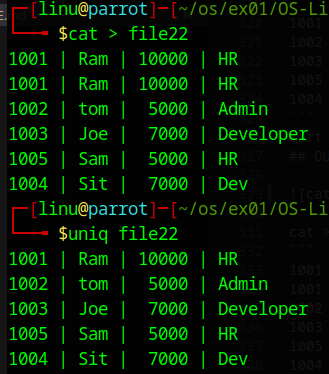 ┌─[linu@parrot]─[~/os/ex01/OS-Li
└──╼ $cat > file22
1001 | Ram | 10000 | HR
1001 | Ram | 10000 | HR
1002 | tom |  5000 | Admin
1003 | Joe |  7000 | Developer
1005 | Sam |  5000 | HR
1004 | Sit |  7000 | Dev
┌─[linu@parrot]─[~/os/ex01/OS-Li
└──╼ $uniq file22
1001 | Ram | 10000 | HR
1002 | tom |  5000 | Admin
1003 | Joe |  7000 | Developer
1005 | Sam |  5000 | HR
1004 | Sit |  7000 | Dev